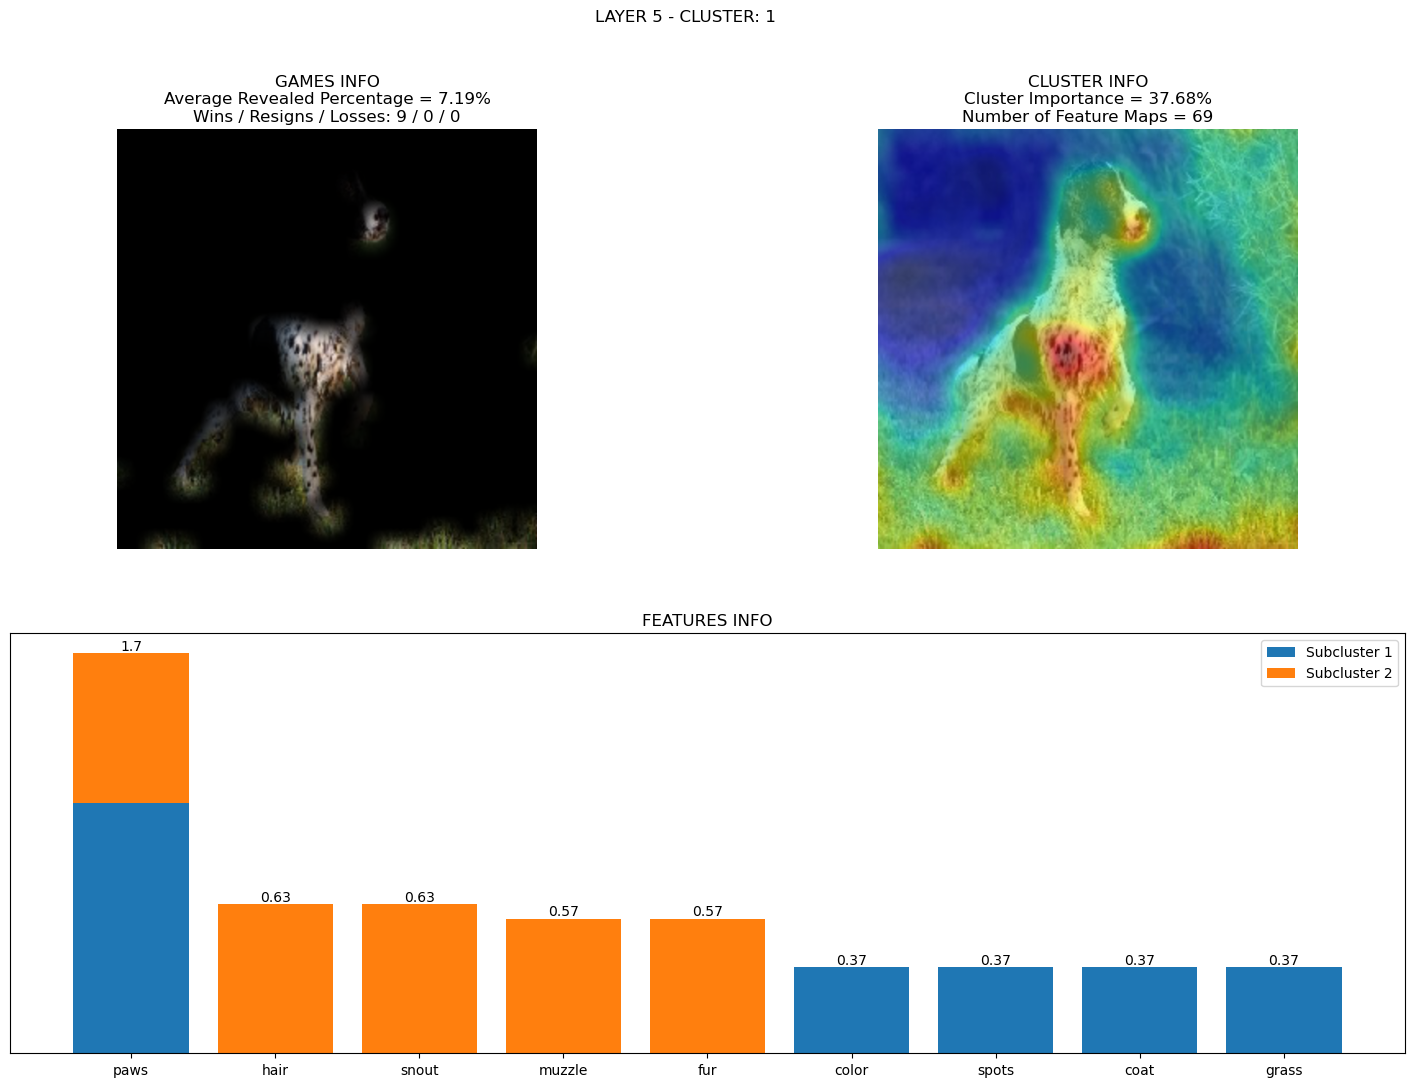 LAYER 5 - CLUSTER: 1
GAMES INFO
Average Revealed Percentage = 7.19%
Wins / Resigns / Losses: 9 / 0 / 0
CLUSTER INFO
Cluster Importance = 37.68%
Number of Feature Maps = 69
FEATURES INFO
Subcluster 1
Subcluster 2
1.7
0.63
0.63
0.57
0.57
0.37
0.37
0.37
0.37
paws
hair
snout
muzzle
fur
color
spots
coat
grass